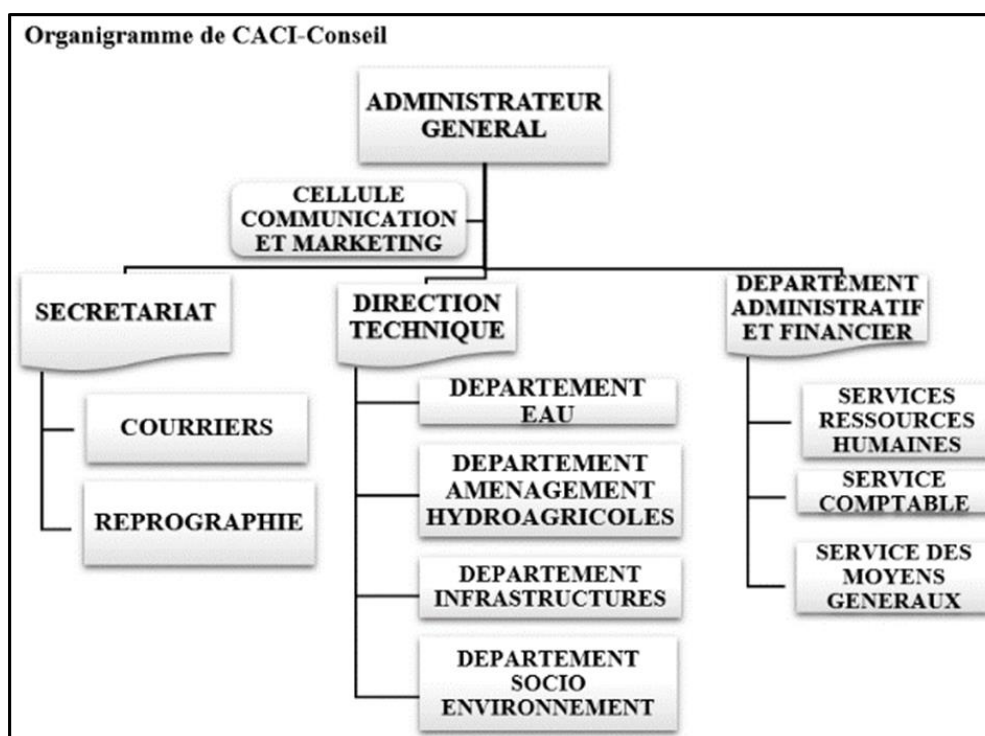 Organigramme de CACI-Conseil
ADMINISTRATEUR
GENERAL
CELLULE
COMMUNICATION
ET MARKETING
SECRETARIAT
COURRIERS
REPROGRAPHIE
DIRECTION
TECHNIQUE
DEPARTEMENT
EAU
DEPARTEMENT
AMENAGEMENT
HYDROAGRICOLES
DEPARTEMENT
INFRASTRUCTURES
DEPARTEMENT
SOCIO
ENVIRONNEMENT
DEPARTEMENT
ADMINISTRATIF
ET FINANCIER
SERVICES
RESSOURCES
HUMAINES
SERVICE
COMPTABLE
SERVICE DES
MOYENS
GENERAUX